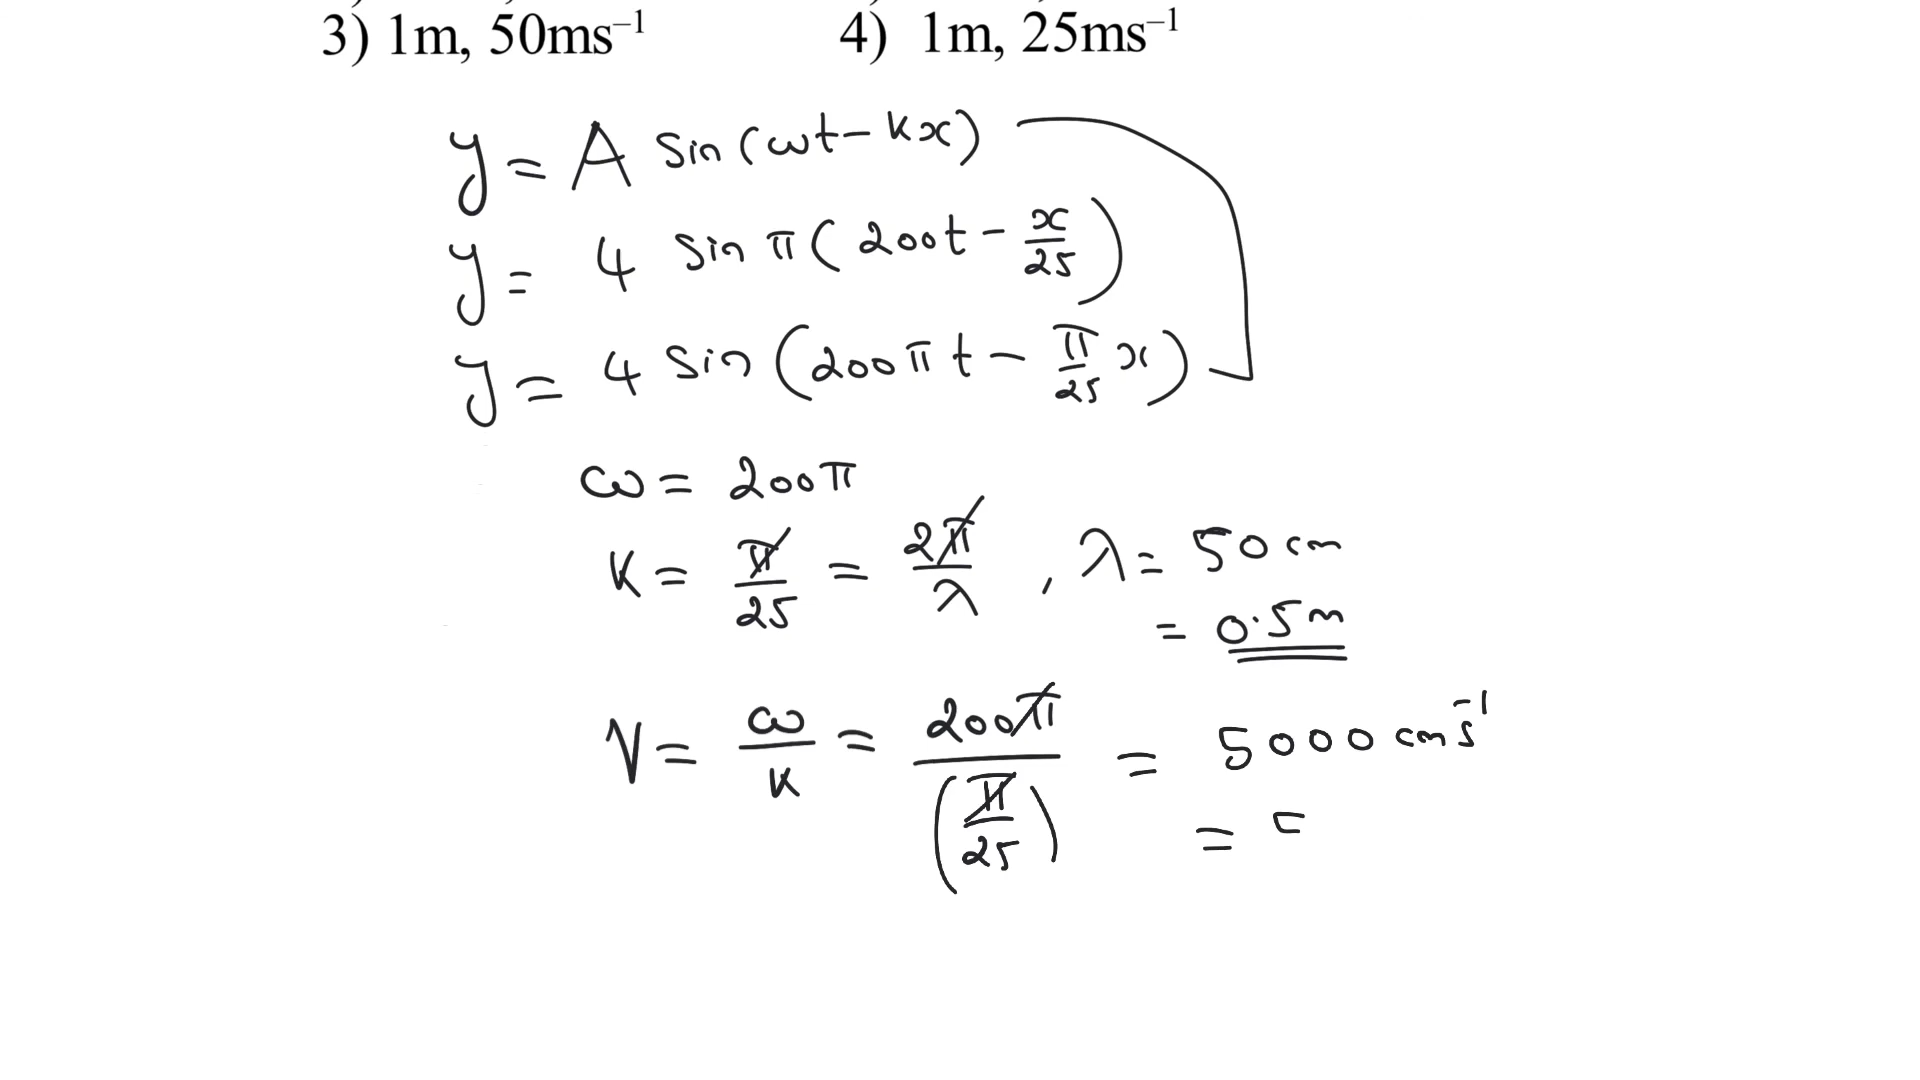 3) 1m, 50ms⁻¹ 4) 1m, 25ms⁻¹
y = A sin(ωt − kx)
y = 4 sin π(200t − x/25)
y = 4 sin(200πt − π/25 x)
ω = 200π
K = π/25 = 2π/λ , λ = 50 cm
= 0.5m
V = ω/K = 200π/(π/25) = 5000 cm s⁻¹
=